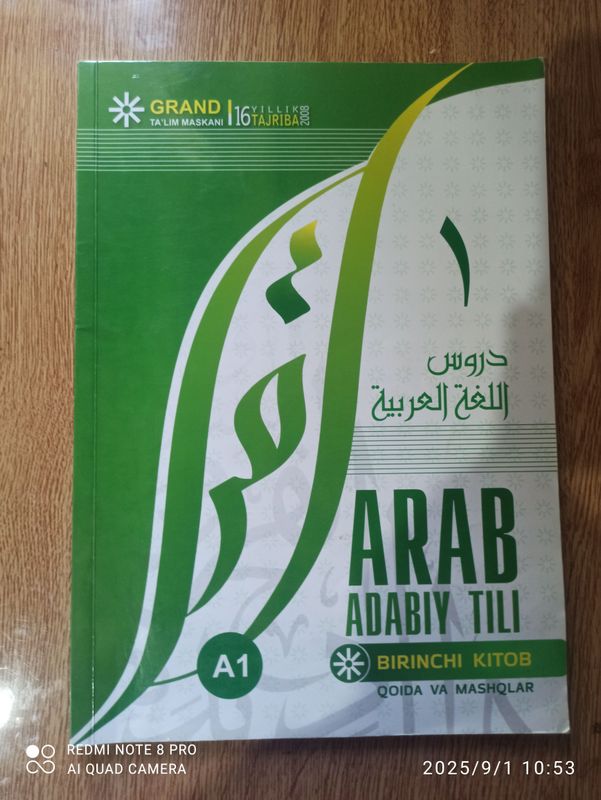 GRAND
TA'LIM MASKANI
16 YILLIK
TAJRIBA 2008
اقرأ
١
دروس
اللغة العربية
ARAB
ADABIY TILI
BIRINCHI KITOB
QOIDA VA MASHQLAR
A1
REDMI NOTE 8 PRO
AI QUAD CAMERA
2025/9/1 10:53